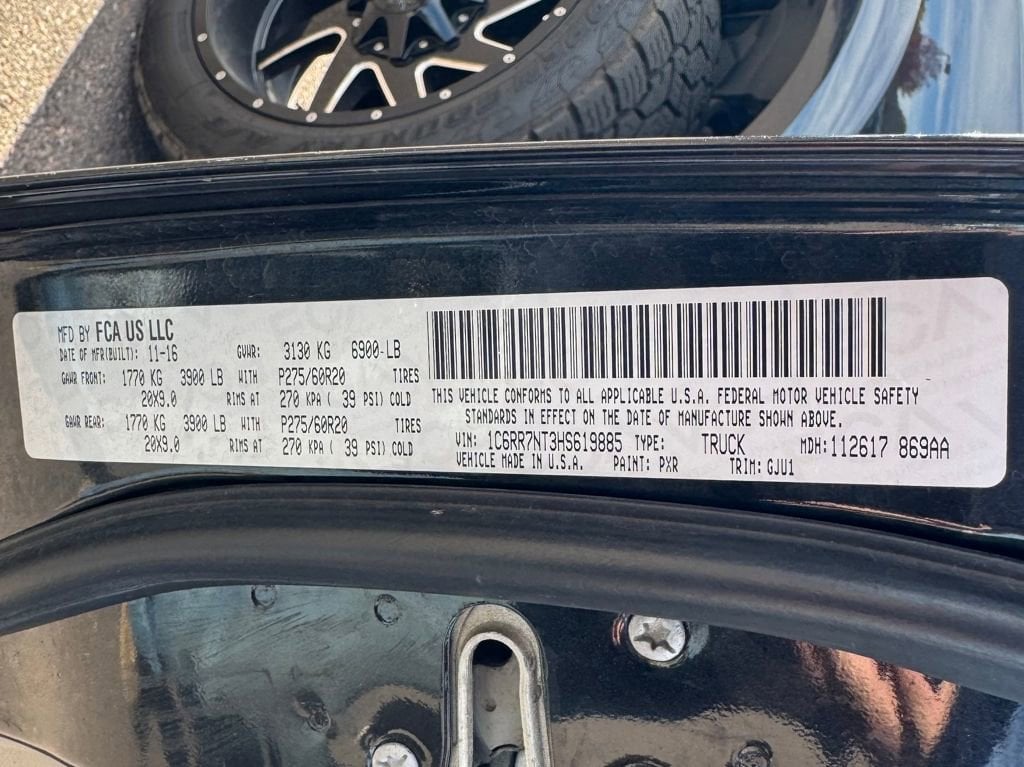 MFD BY FCA US LLC
DATE OF MFR(BUILT): 11-16 GVWR: 3130 KG 6900-LB
GAWR FRONT: 1770 KG 3900 LB WITH P275/60R20 TIRES
20X9.0 RIMS AT 270 KPA ( 39 PSI) COLD
GAWR REAR: 1770 KG 3900 LB WITH P275/60R20 TIRES
20X9.0 RIMS AT 270 KPA ( 39 PSI) COLD
THIS VEHICLE CONFORMS TO ALL APPLICABLE U.S.A. FEDERAL MOTOR VEHICLE SAFETY
STANDARDS IN EFFECT ON THE DATE OF MANUFACTURE SHOWN ABOVE.
VIN: 1C6RR7NT3HS619885 TYPE: TRUCK MDH:112617 869AA
VEHICLE MADE IN U.S.A. PAINT: PXR TRIM:GJU1